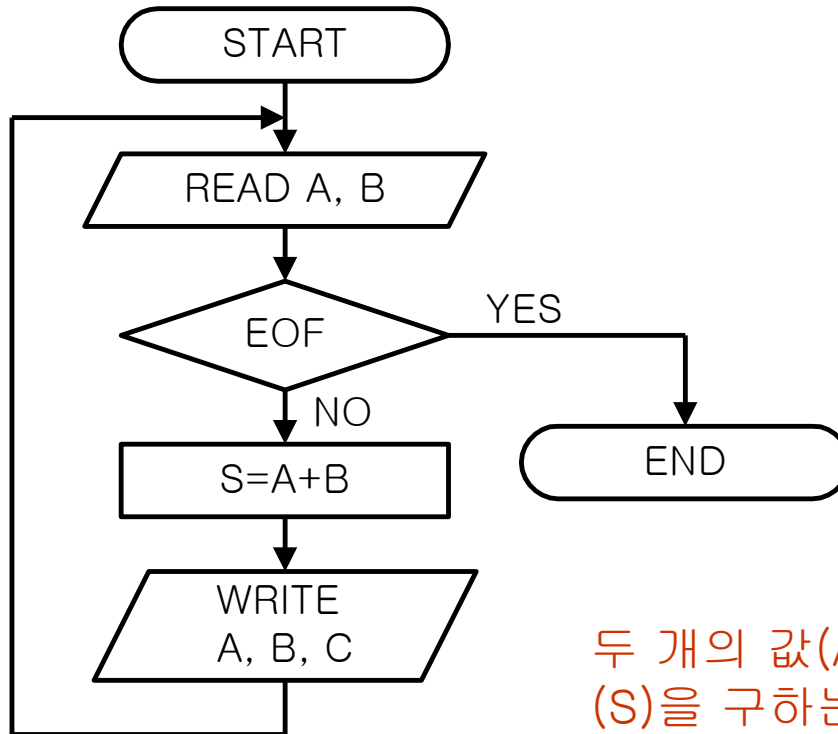 START
READ A, B
EOF
YES
NO
S=A+B
END
WRITE
A, B, C
두 개의 값(
(S)을 구하는